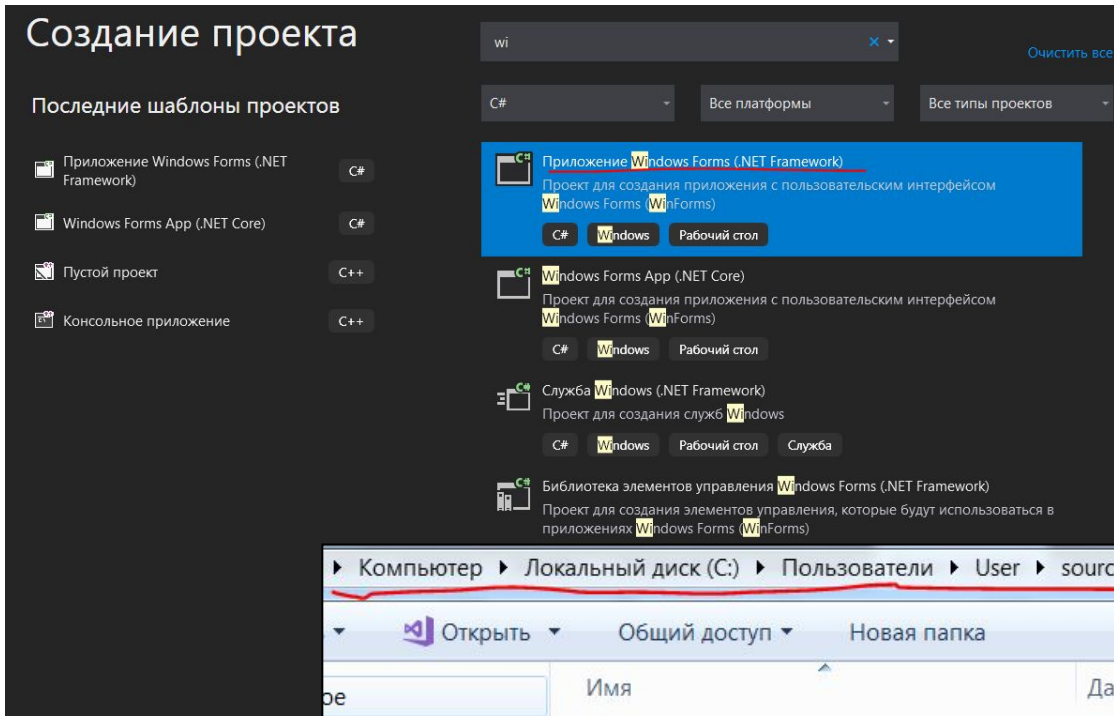 Создание проекта
wi
Очистить все
Последние шаблоны проектов
C#
Все платформы
Все типы проектов
Приложение Windows Forms (.NET
Framework)
C#
Windows Forms App (.NET Core)
C#
Пустой проект
C++
Консольное приложение
C++
Приложение Windows Forms (.NET Framework)
Проект для создания приложения с пользовательским интерфейсом
Windows Forms (WinForms)
C# Windows Рабочий стол
Windows Forms App (.NET Core)
Проект для создания приложения с пользовательским интерфейсом
Windows Forms (WinForms)
C# Windows Рабочий стол
Служба Windows (.NET Framework)
Проект для создания служб Windows
C# Windows Рабочий стол Служба
Библиотека элементов управления Windows Forms (.NET Framework)
Проект для создания элементов управления, которые будут использоваться в
приложениях Windows Forms (WinForms)
Компьютер Локальный диск (C:) Пользователи User sourc
Открыть Общий доступ Новая папка
Имя